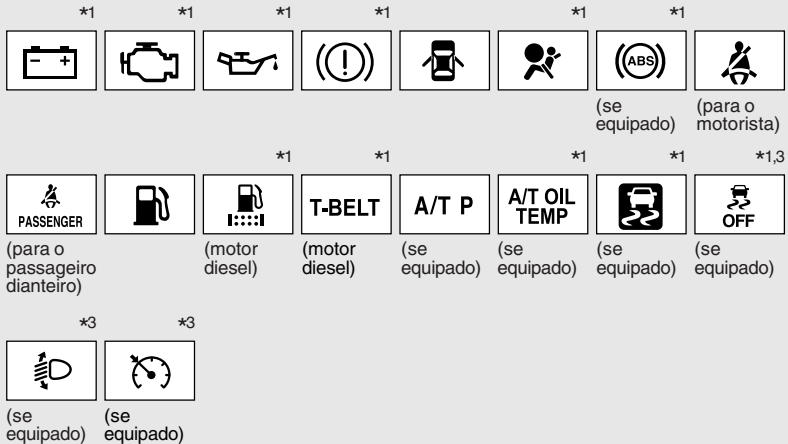 *1 *1 *1 *1 *1 *1
- + ! ABS
(se equipado) (para o motorista)
*1 *1 *1 *1 *1,3
PASSENGER T-BELT A/T P A/T OIL TEMP OFF
(para o passageiro dianteiro) (motor diesel) (motor diesel) (se equipado) (se equipado) (se equipado) (se equipado)
*3 *3
(se equipado) (se equipado)